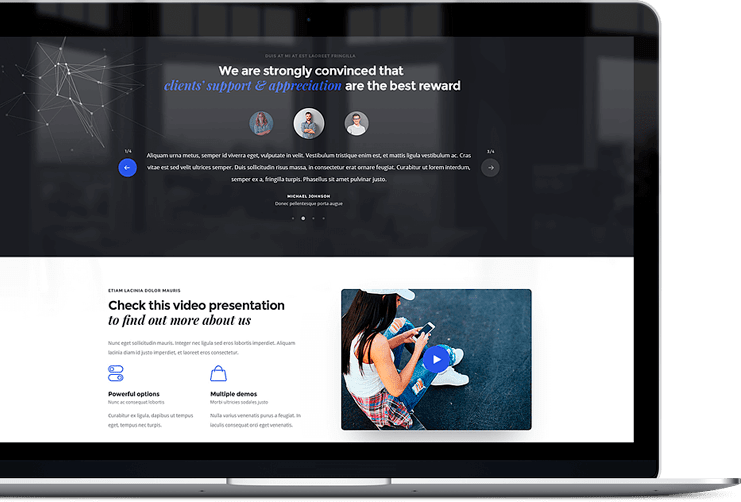 DUIS AT MI AT EST LAOREET FRINGILLA
We are strongly convinced that
clients' support & appreciation are the best reward
1/4
3/4
Aliquam urna metus, semper id viverra eget, vulputate in velit. Vestibulum tristique enim est, et mattis ligula vestibulum ac. Cras
vitae est sed velit ultrices semper. Duis sollicitudin risus massa, in consectetur erat ornare feugiat. Curabitur ut lorem interdum,
semper ex a, fringilla turpis. Phasellus sit amet pulvinar justo.
MICHAEL JOHNSON
Donec pellentesque porta augue
ETIAM LACINIA DOLOR MAURIS
Check this video presentation
to find out more about us
Nunc eget sollicitudin mauris. Integer nec ligula sed eros lobortis imperdiet. Aliquam
lacinia diam id justo imperdiet, et laoreet eros consectetur.
Powerful options
Nunc ac consequat lobortis
Curabitur ex ligula, dapibus ut tempus
eget, tempus nec turpis.
Multiple demos
Morbi ultrices sodales justo
Nulla varius venenatis purus a feugiat. In
iaculis consequat orci eget venenatis.